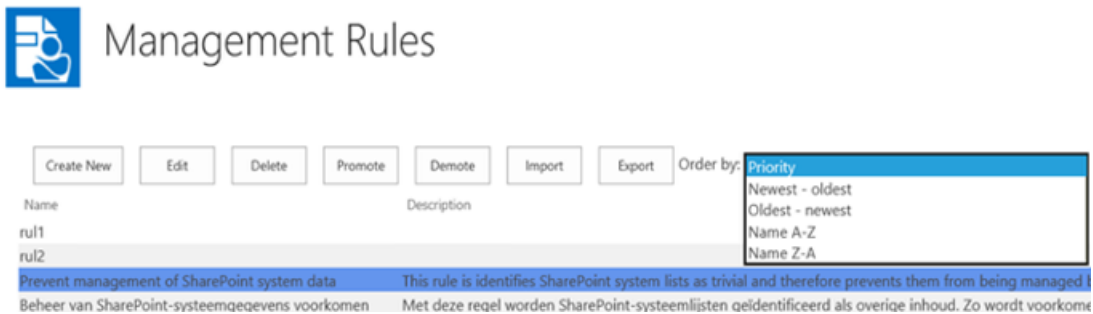 Management Rules
Create New Edit Delete Promote Demote Import Export Order by: Priority
Newest - oldest
Name Description Oldest - newest
rul1 Name A-Z
rul2 Name Z-A
Prevent management of SharePoint system data This rule is identifies SharePoint system lists as trivial and therefore prevents them from being managed
Beheer van SharePoint-systeemgegevens voorkomen Met deze regel worden SharePoint-systeemlijsten geïdentificeerd als overige inhoud. Zo wordt voorkome